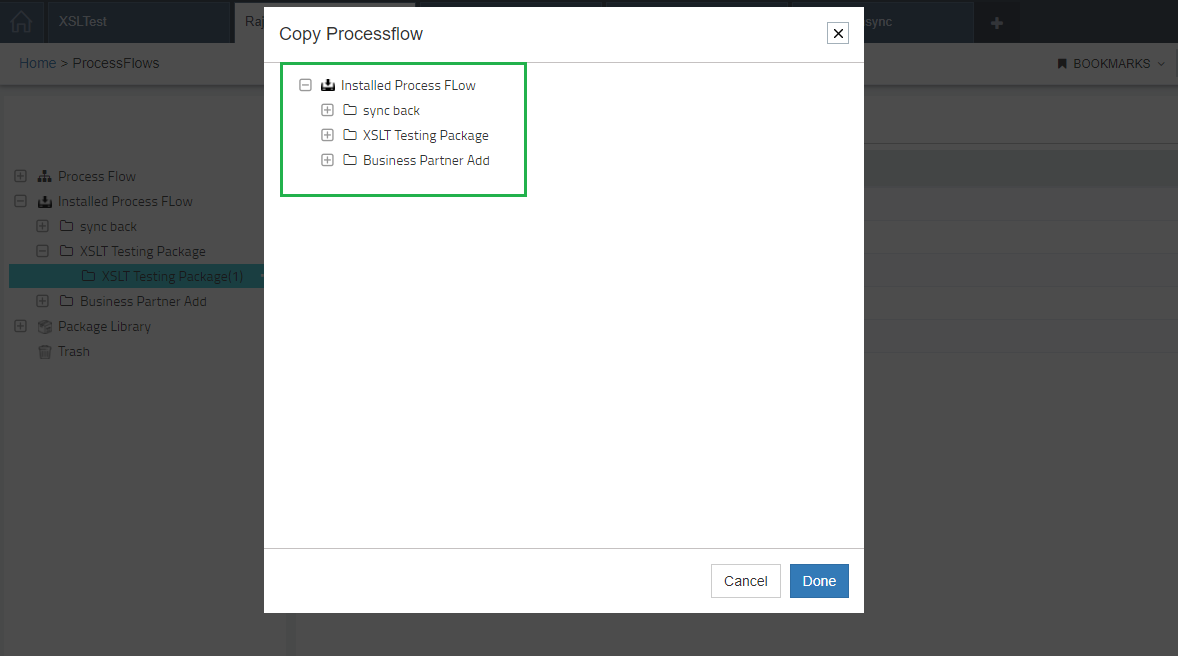 XSLTest
Raj
sync
Copy Processflow
Home > ProcessFlows
BOOKMARKS
Installed Process FLow
sync back
XSLT Testing Package
Business Partner Add
Process Flow
Installed Process FLow
sync back
XSLT Testing Package
XSLT Testing Package(1)
Business Partner Add
Package Library
Trash
Cancel
Done